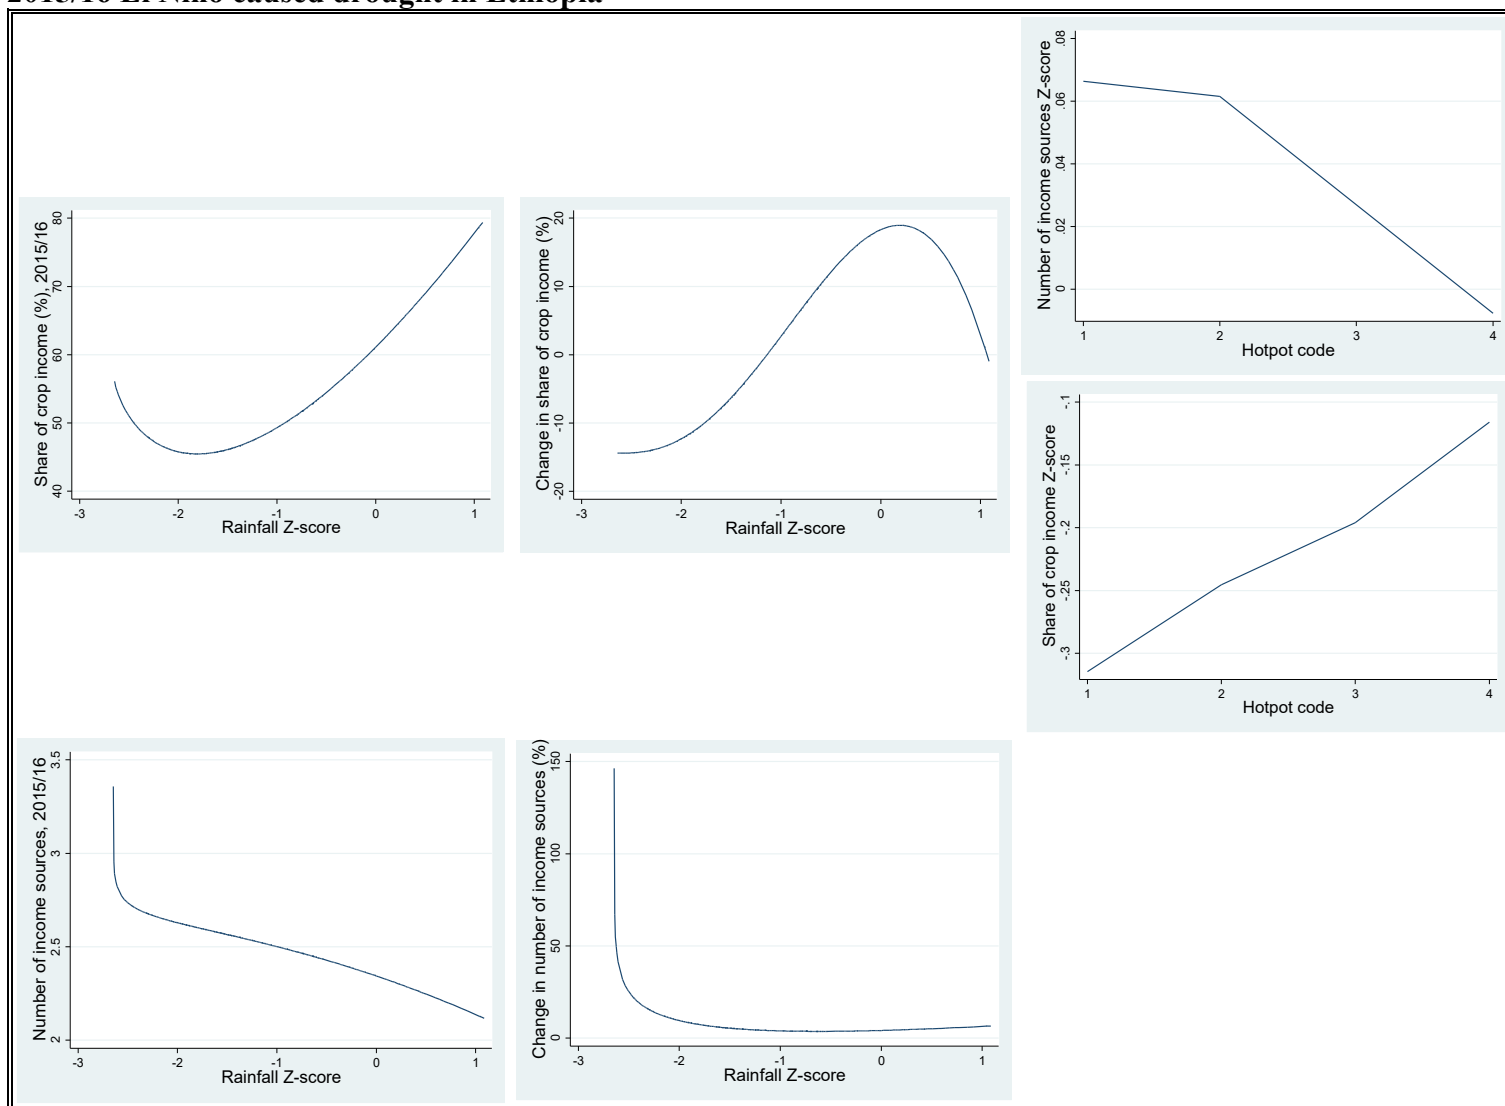 2015/16 El Niño caused drought in Ethiopia
Number of income sources Z-score
.08
.06
.04
.02
0
1 2 3 4
Hotpot code
Share of crop income (%), 2015/16
80
70
60
50
40
-3 -2 -1 0 1
Rainfall Z-score
Change in share of crop income (%)
20
10
0
-10
-20
-3 -2 -1 0 1
Rainfall Z-score
Share of crop income Z-score
-.1
-.15
-.2
-.25
-.3
1 2 3 4
Hotpot code
Number of income sources, 2015/16
3.5
3
2.5
2
-3 -2 -1 0 1
Rainfall Z-score
Change in number of income sources (%)
150
100
50
0
-3 -2 -1 0 1
Rainfall Z-score